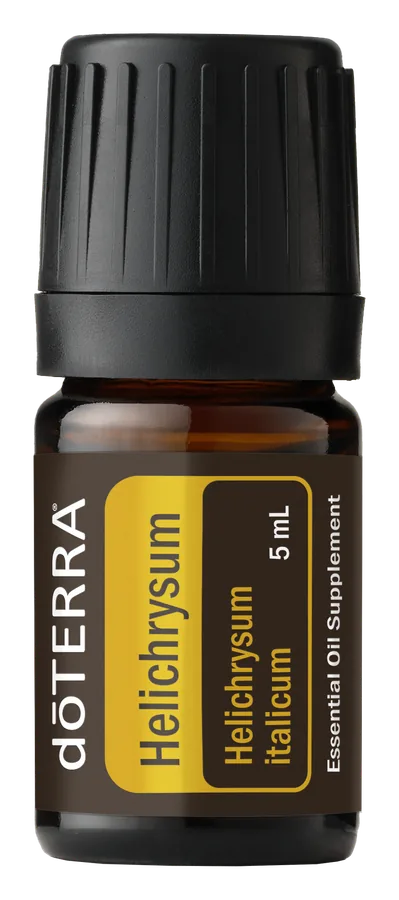 dōTERRA®
Helichrysum
Helichrysum
italicum
5 mL
Essential Oil Supplement